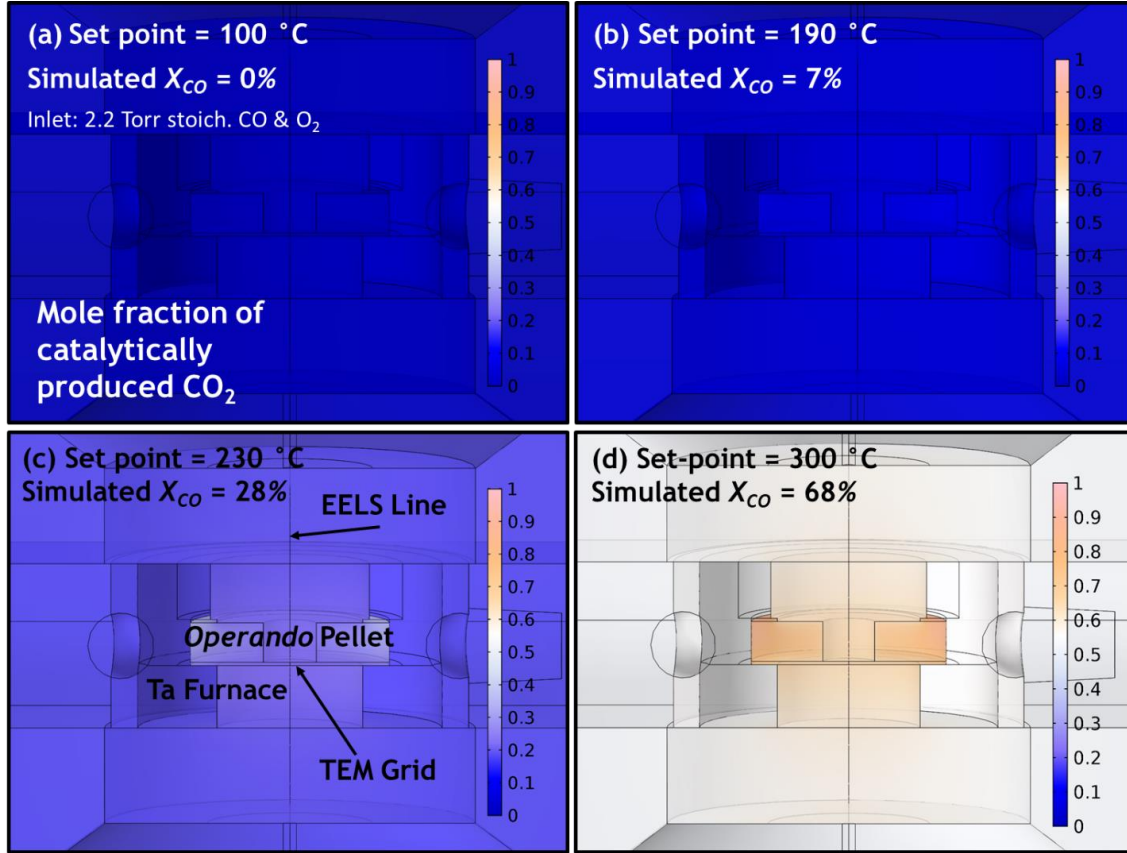 (a) Set point = 100 °C
Simulated X_CO = 0%
Inlet: 2.2 Torr stoich. CO & O₂
1
0.9
0.8
0.7
0.6
0.5
0.4
0.3
0.2
0.1
0
Mole fraction of
catalytically
produced CO₂
(b) Set point = 190 °C
Simulated X_CO = 7%
1
0.9
0.8
0.7
0.6
0.5
0.4
0.3
0.2
0.1
0
(c) Set point = 230 °C
Simulated X_CO = 28%
EELS Line
Operando Pellet
Ta Furnace
TEM Grid
1
0.9
0.8
0.7
0.6
0.5
0.4
0.3
0.2
0.1
0
(d) Set-point = 300 °C
Simulated X_CO = 68%
1
0.9
0.8
0.7
0.6
0.5
0.4
0.3
0.2
0.1
0